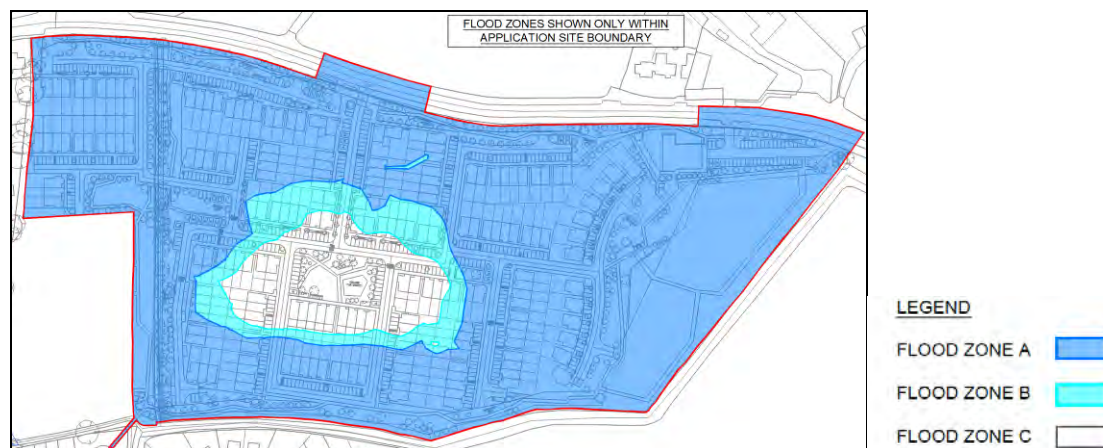 FLOOD ZONES SHOWN ONLY WITHIN
APPLICATION SITE BOUNDARY
LEGEND
FLOOD ZONE A
FLOOD ZONE B
FLOOD ZONE C